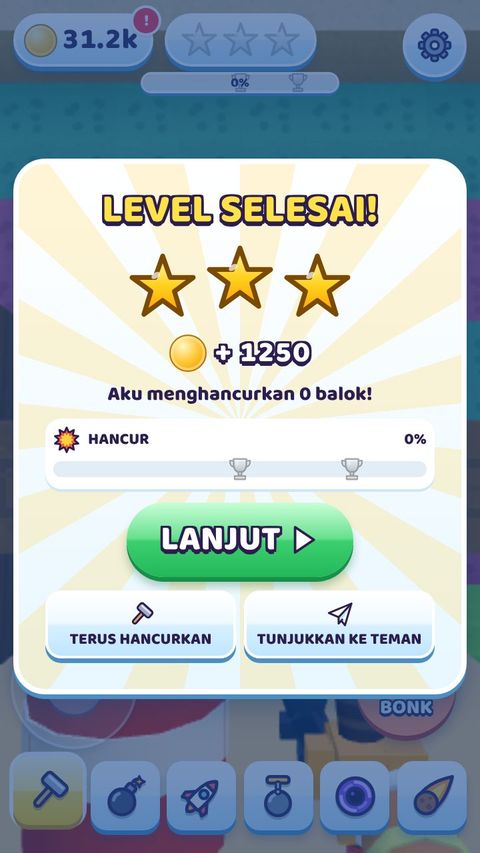 31.2k
!
0%
LEVEL SELESAI!
+ 1250
Aku menghancurkan 0 balok!
HANCUR
0%
LANJUT
TERUS HANCURKAN
TUNJUKKAN KE TEMAN
BONK